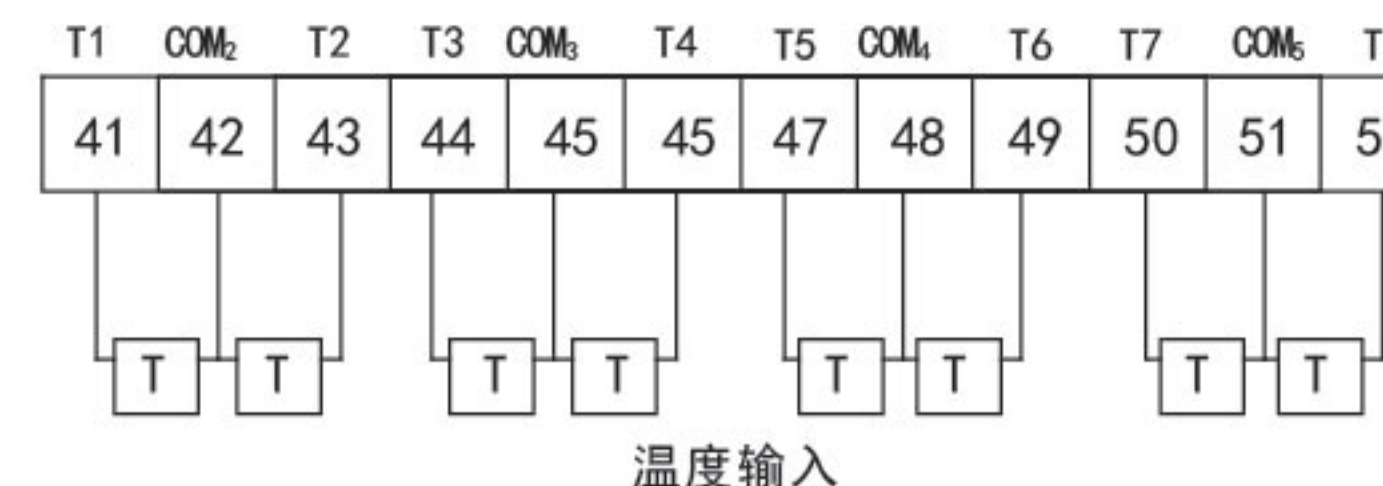 T1 COM₂ T2 T3 COM₃ T4 T5 COM₄ T6 T7 COM₅ T
41 42 43 44 45 45 47 48 49 50 51 5
T T T T T T T T
温度输入